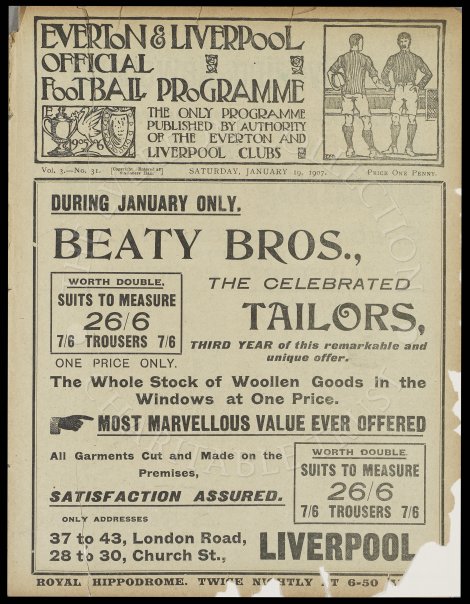 EVERTON & LIVERPOOL
OFFICIAL
FOOTBALL PROGRAMME
THE ONLY PROGRAMME
PUBLISHED BY AUTHORITY
OF THE EVERTON AND
LIVERPOOL CLUBS
Vol. 3.—No. 31.
SATURDAY, JANUARY 19, 1907.
PRICE ONE PENNY.
DURING JANUARY ONLY.
BEATY BROS.,
WORTH DOUBLE.
SUITS TO MEASURE
26/6
7/6 TROUSERS 7/6
THE CELEBRATED
TAILORS,
THIRD YEAR of this remarkable and
unique offer.
ONE PRICE ONLY.
The Whole Stock of Woollen Goods in the
Windows at One Price.
MOST MARVELLOUS VALUE EVER OFFERED
All Garments Cut and Made on the
Premises,
SATISFACTION ASSURED.
WORTH DOUBLE.
SUITS TO MEASURE
26/6
7/6 TROUSERS 7/6
ONLY ADDRESSES
37 to 43, London Road,
28 to 30, Church St.,
LIVERPOOL
ROYAL HIPPODROME. TWICE NIGHTLY AT 6-50